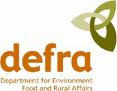 defra
Department for Environment
Food and Rural Affairs